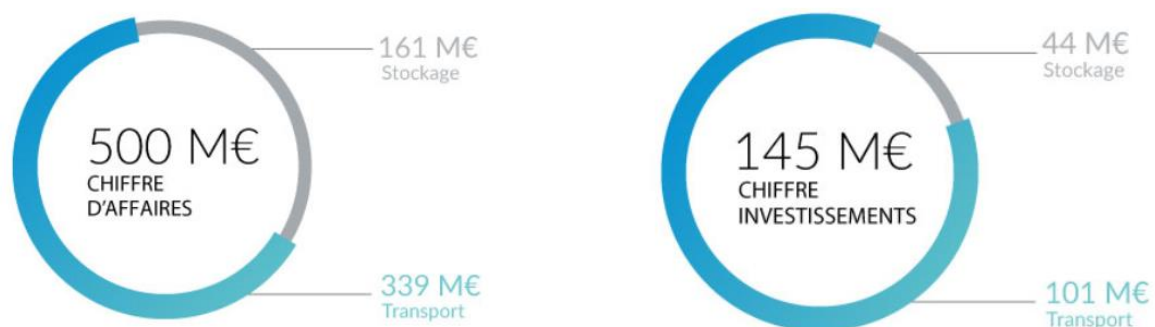 161 M€
Stockage
500 M€
CHIFFRE
D'AFFAIRES
339 M€
Transport
44 M€
Stockage
145 M€
CHIFFRE
INVESTISSEMENTS
101 M€
Transport